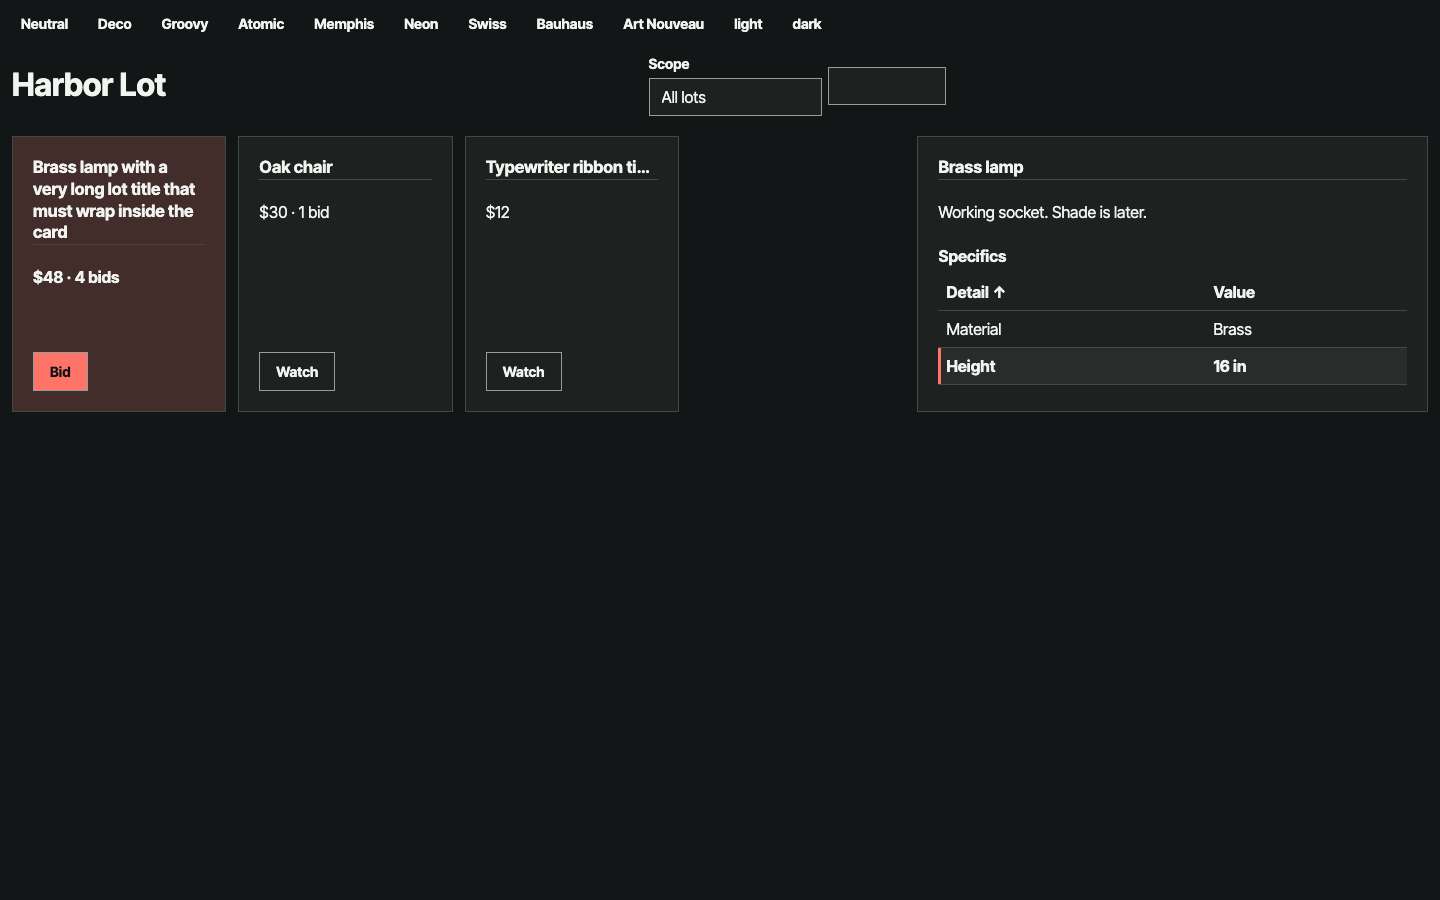 Neutral Deco Groovy Atomic Memphis Neon Swiss Bauhaus Art Nouveau light dark
Harbor Lot
Scope
All lots
Brass lamp with a
very long lot title that
must wrap inside the
card
$48 · 4 bids
Bid
Oak chair
$30 · 1 bid
Watch
Typewriter ribbon ti...
$12
Watch
Brass lamp
Working socket. Shade is later.
Specifics
Detail ↑ Value
Material Brass
Height 16 in